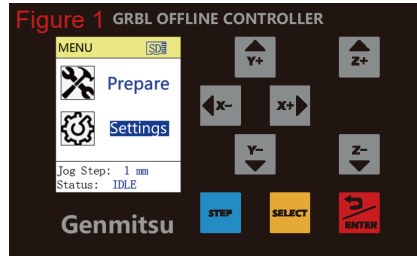 Figure 1 GRBL OFFLINE CONTROLLER
MENU SD
Prepare
Settings
Jog Step: 1 mm
Status: IDLE
Y+
Z+
X-
X+
Y-
Z-
STEP
SELECT
ENTER
Genmitsu